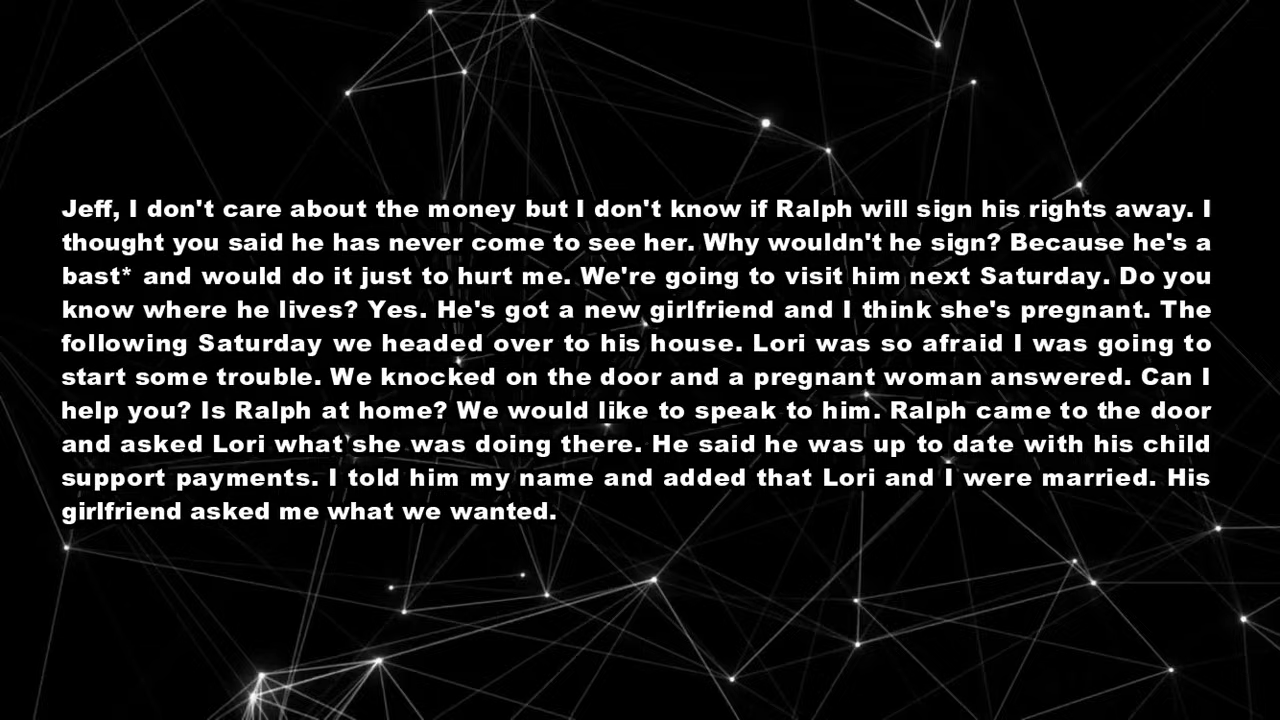 Jeff, I don't care about the money but I don't know if Ralph will sign his rights away. I
thought you said he has never come to see her. Why wouldn't he sign? Because he's a
bast* and would do it just to hurt me. We're going to visit him next Saturday. Do you
know where he lives? Yes. He's got a new girlfriend and I think she's pregnant. The
following Saturday we headed over to his house. Lori was so afraid I was going to
start some trouble. We knocked on the door and a pregnant woman answered. Can I
help you? Is Ralph at home? We would like to speak to him. Ralph came to the door
and asked Lori what she was doing there. He said he was up to date with his child
support payments. I told him my name and added that Lori and I were married. His
girlfriend asked me what we wanted.